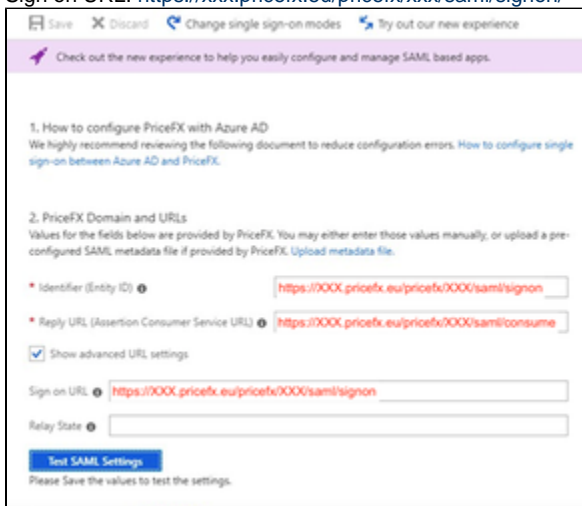 Sign on URL: https://xxx.pricefx.eu/pricefx/xxx/saml/signon/
Save Discard Change single sign-on modes Try out our new experience
Check out the new experience to help you easily configure and manage SAML based apps.
1. How to configure PriceFX with Azure AD
We highly recommend reviewing the following document to reduce configuration errors. How to configure single
sign-on between Azure AD and PriceFX.
2. PriceFX Domain and URLs
Values for the fields below are provided by PriceFX. You may either enter those values manually, or upload a pre-
configured SAML metadata file if provided by PriceFX. Upload metadata file.
* Identifier (Entity ID) https://XXX.pricefx.eu/pricefx/XXX/saml/signon
* Reply URL (Assertion Consumer Service URL) https://XXX.pricefx.eu/pricefx/XXX/saml/consume
Show advanced URL settings
Sign on URL https://XXX.pricefx.eu/pricefx/XXX/saml/signon
Relay State
Test SAML Settings
Please Save the values to test the settings.